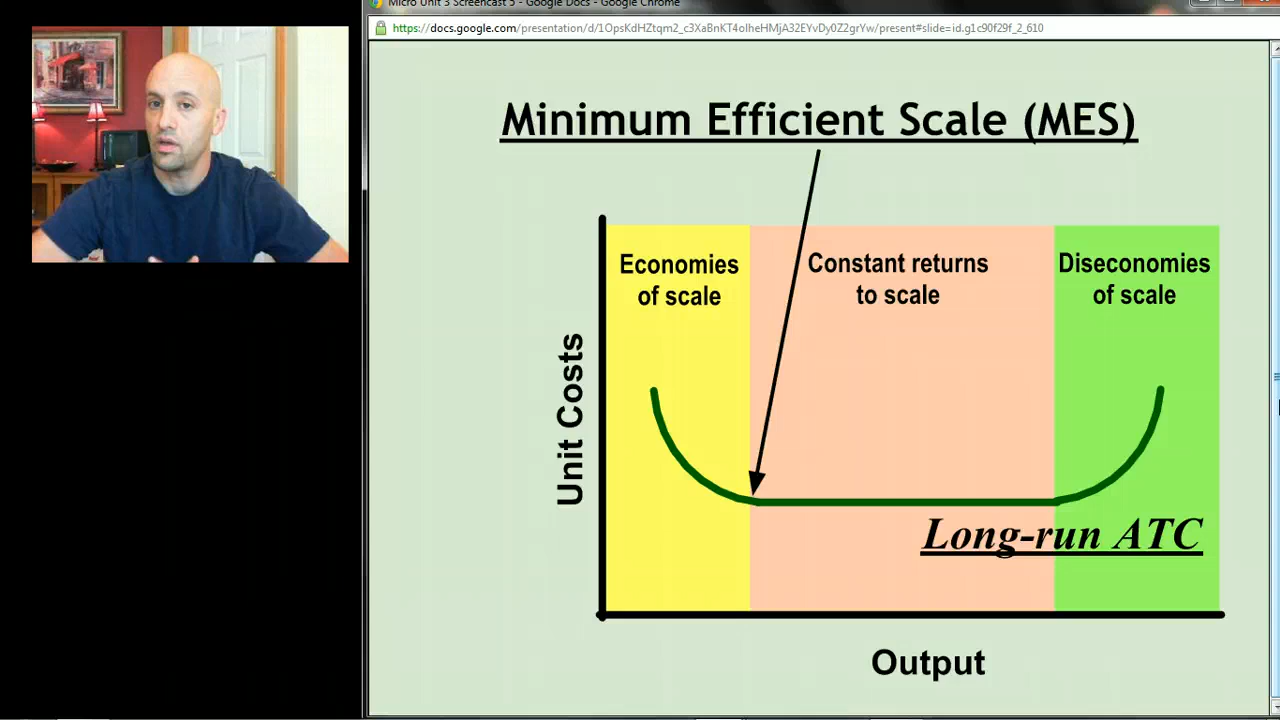 Micro Unit 3 Screencast 5 - Google Docs - Google Chrome
https://docs.google.com/presentation/d/1OpsKdHZtqm2_c3XaBnKT4oIheHMjA32EYvDy0Z2grYw/present#slide=id.g1c90f29f_2_610
Minimum Efficient Scale (MES)
Economies
of scale
Constant returns
to scale
Diseconomies
of scale
Unit Costs
Long-run ATC
Output